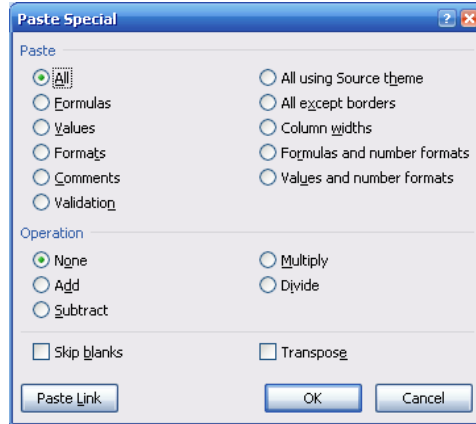 Paste Special
Paste
All
All using Source theme
Formulas
All except borders
Values
Column widths
Formats
Formulas and number formats
Comments
Values and number formats
Validation
Operation
None
Multiply
Add
Divide
Subtract
Skip blanks
Transpose
Paste Link
OK
Cancel